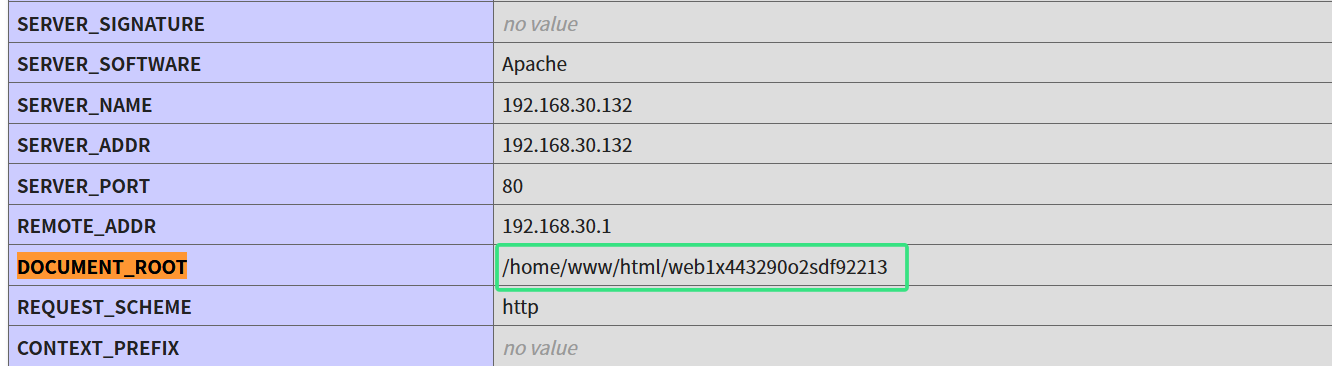 SERVER_SIGNATURE no value
SERVER_SOFTWARE Apache
SERVER_NAME 192.168.30.132
SERVER_ADDR 192.168.30.132
SERVER_PORT 80
REMOTE_ADDR 192.168.30.1
DOCUMENT_ROOT /home/www/html/web1x443290o2sdf92213
REQUEST_SCHEME http
CONTEXT_PREFIX no value